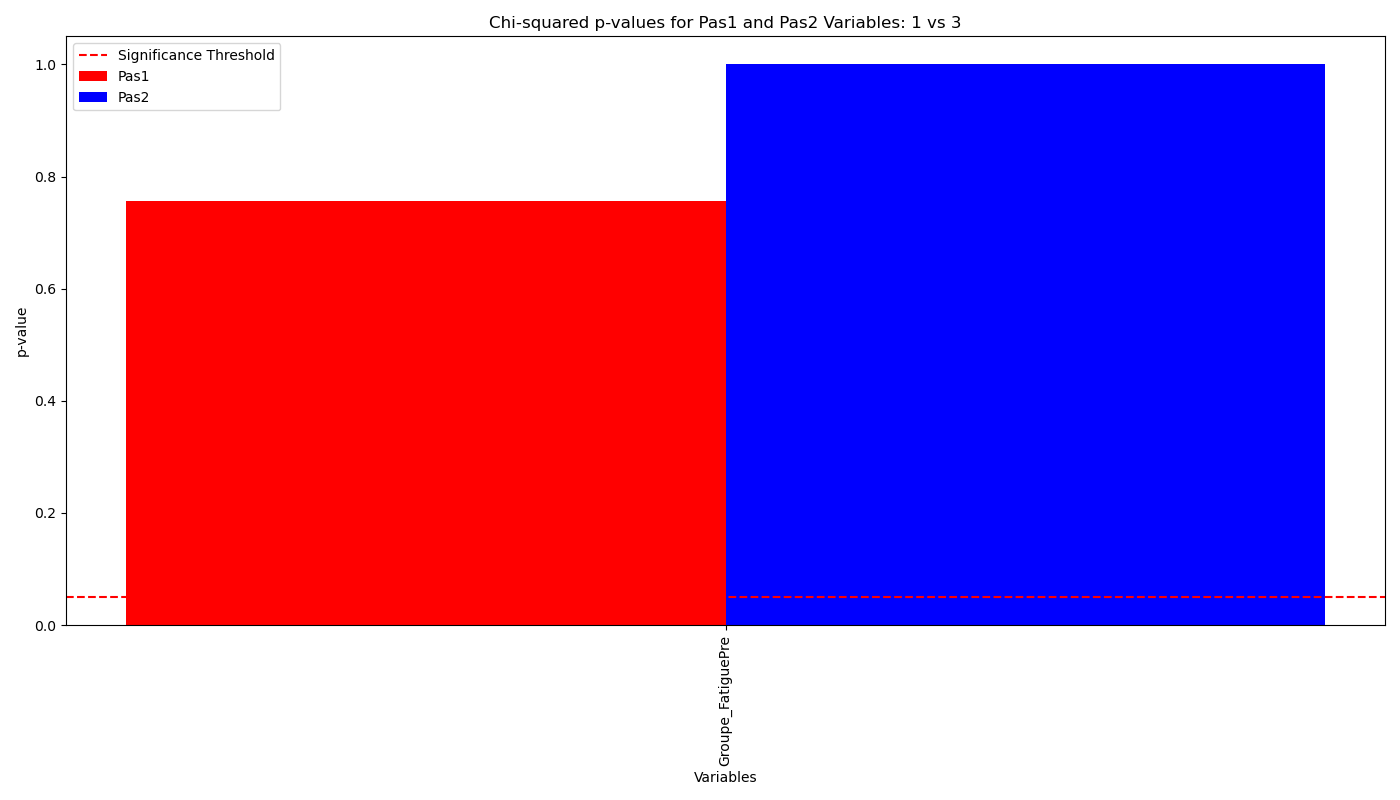 Chi-squared p-values for Pas1 and Pas2 Variables: 1 vs 3
Significance Threshold
Pas1
Pas2
1.0
0.8
0.6
0.4
0.2
0.0
p-value
Groupe_FatiguePre
Variables